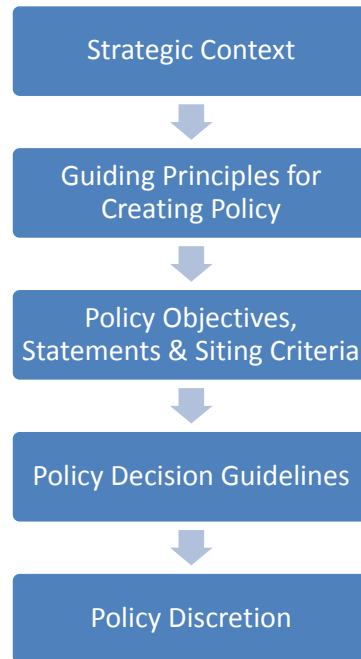 Strategic Context
Guiding Principles for
Creating Policy
Policy Objectives,
Statements & Siting Criteria
Policy Decision Guidelines
Policy Discretion